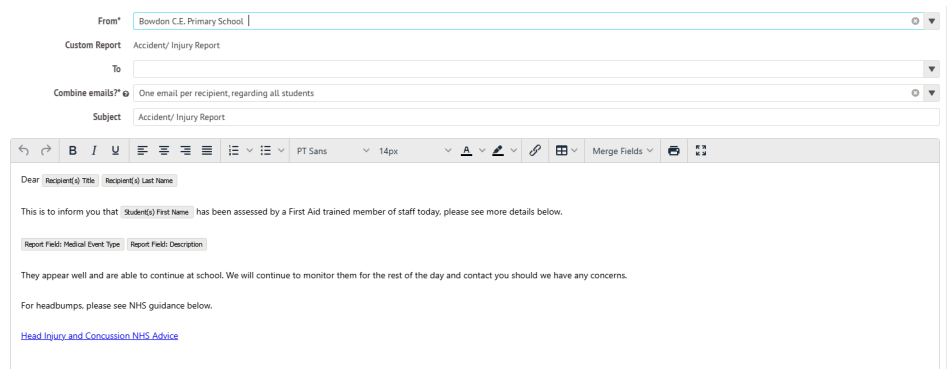 From* Bowdon C.E. Primary School
Custom Report Accident/ Injury Report
To
Combine emails?* One email per recipient, regarding all students
Subject Accident/ Injury Report
B I U PT Sans 14px A Merge Fields
Dear Recipient(s) Title Recipient(s) Last Name
This is to inform you that Student(s) First Name has been assessed by a First Aid trained member of staff today, please see more details below.
Report Field: Medical Event Type Report Field: Description
They appear well and are able to continue at school. We will continue to monitor them for the rest of the day and contact you should we have any concerns.
For headbumps, please see NHS guidance below.
Head Injury and Concussion NHS Advice